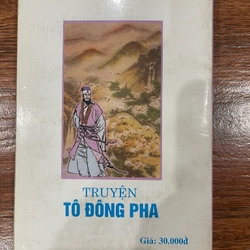 TRUYỆN
TÔ ĐÔNG PHA
Giá: 30.000đ